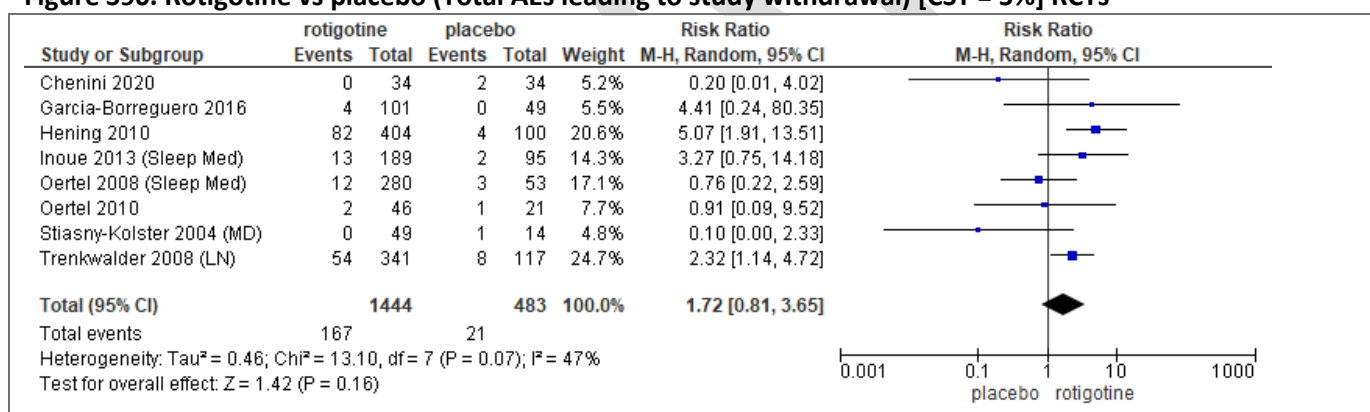 Figure S96. Rotigotine vs placebo (Total AEs leading to study withdrawal) [CST = 5%] RCTs
rotigotine placebo Risk Ratio Risk Ratio
Study or Subgroup Events Total Events Total Weight M-H, Random, 95% CI M-H, Random, 95% CI
Chenini 2020 0 34 2 34 5.2% 0.20 [0.01, 4.02]
Garcia-Borreguero 2016 4 101 0 49 5.5% 4.41 [0.24, 80.35]
Hening 2010 82 404 4 100 20.6% 5.07 [1.91, 13.51]
Inoue 2013 (Sleep Med) 13 189 2 95 14.3% 3.27 [0.75, 14.18]
Oertel 2008 (Sleep Med) 12 280 3 53 17.1% 0.76 [0.22, 2.59]
Oertel 2010 2 46 1 21 7.7% 0.91 [0.09, 9.52]
Stiasny-Kolster 2004 (MD) 0 49 1 14 4.8% 0.10 [0.00, 2.33]
Trenkwalder 2008 (LN) 54 341 8 117 24.7% 2.32 [1.14, 4.72]
Total (95% CI) 1444 483 100.0% 1.72 [0.81, 3.65]
Total events 167 21
Heterogeneity: Tau² = 0.46; Chi² = 13.10, df = 7 (P = 0.07); I² = 47%
Test for overall effect: Z = 1.42 (P = 0.16)
0.001 0.1 1 10 1000
placebo rotigotine